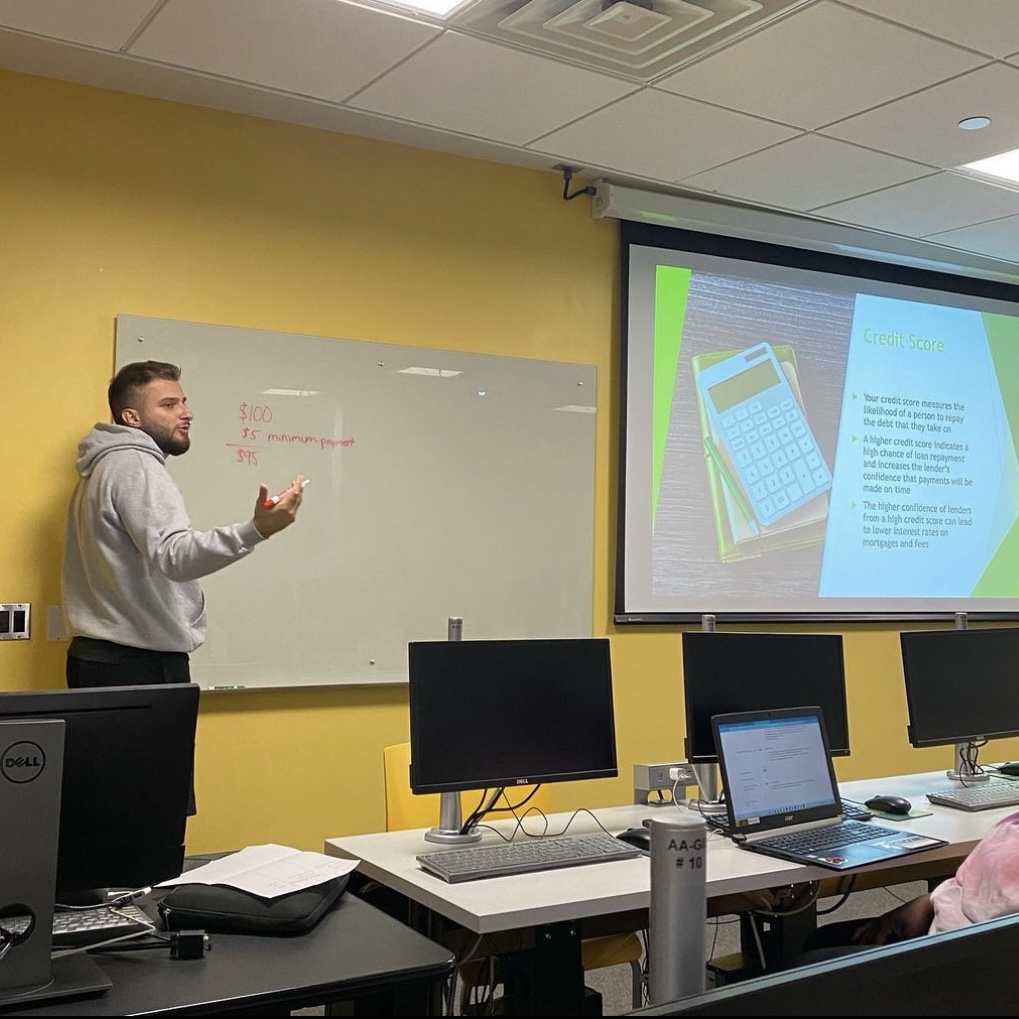 $100
$5 minimum payment
$95
Credit Score
Your credit score measures the
likelihood of a person to repay
the debt that they take on
A higher credit score indicates a
high chance of loan repayment
and increases the lender's
confidence that payments will be
made on time
The higher confidence of lenders
from a high credit score can lead
to lower interest rates on
mortgages and fees
DELL
DELL
acer
# 10